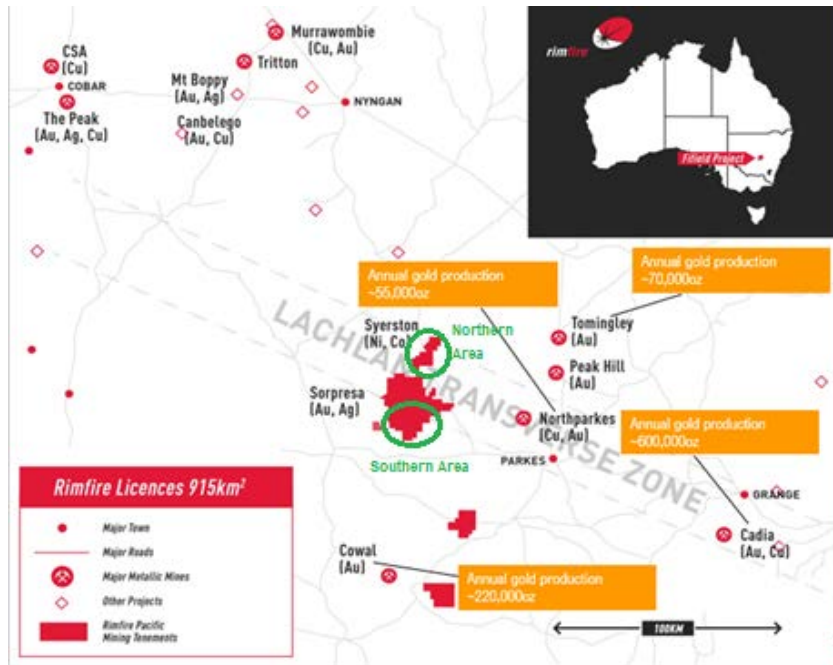 CSA
(Cu)
COBAR
The Peak
(Au, Ag, Cu)
Murrawombie
(Cu, Au)
Tritton
Mt Boppy
(Au, Ag)
Canbelego
(Au, Cu)
NYNGAN
rimfire
Fifield Project
Annual gold production
~55,000oz
Annual gold production
~70,000oz
LACHLAN TRANSVERSE ZONE
Syerston
(Ni, Co)
Northern
Area
Tomingley
(Au)
Peak Hill
(Au)
Sorpresa
(Au, Ag)
Northparkes
(Cu, Au)
Annual gold production
~600,000oz
Southern Area
PARKES
GRANGE
Cadia
(Au, Cu)
Cowal
(Au)
Annual gold production
~220,000oz
100KM
Rimfire Licences 915km²
Major Town
Major Roads
Major Metallic Mines
Other Projects
Rimfire Pacific
Mining Tenements